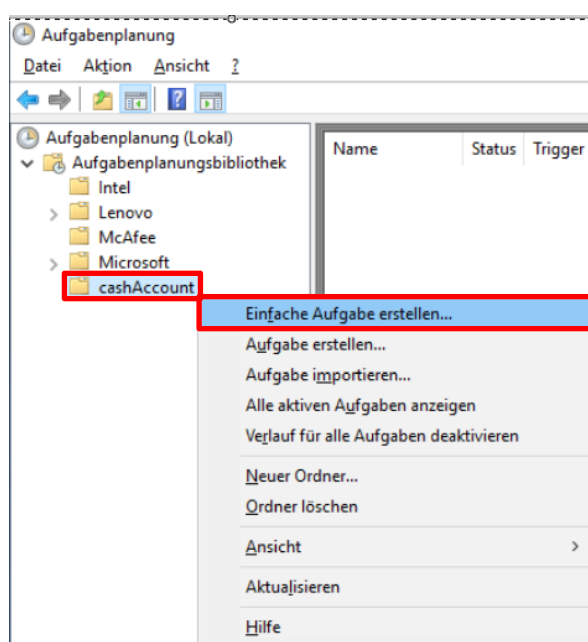 Aufgabenplanung
Datei Aktion Ansicht ?
Aufgabenplanung (Lokal)
Aufgabenplanungsbibliothek
Intel
Lenovo
McAfee
Microsoft
cashAccount
Name Status Trigger
Einfache Aufgabe erstellen...
Aufgabe erstellen...
Aufgabe importieren...
Alle aktiven Aufgaben anzeigen
Verlauf für alle Aufgaben deaktivieren
Neuer Ordner...
Ordner löschen
Ansicht
Aktualisieren
Hilfe